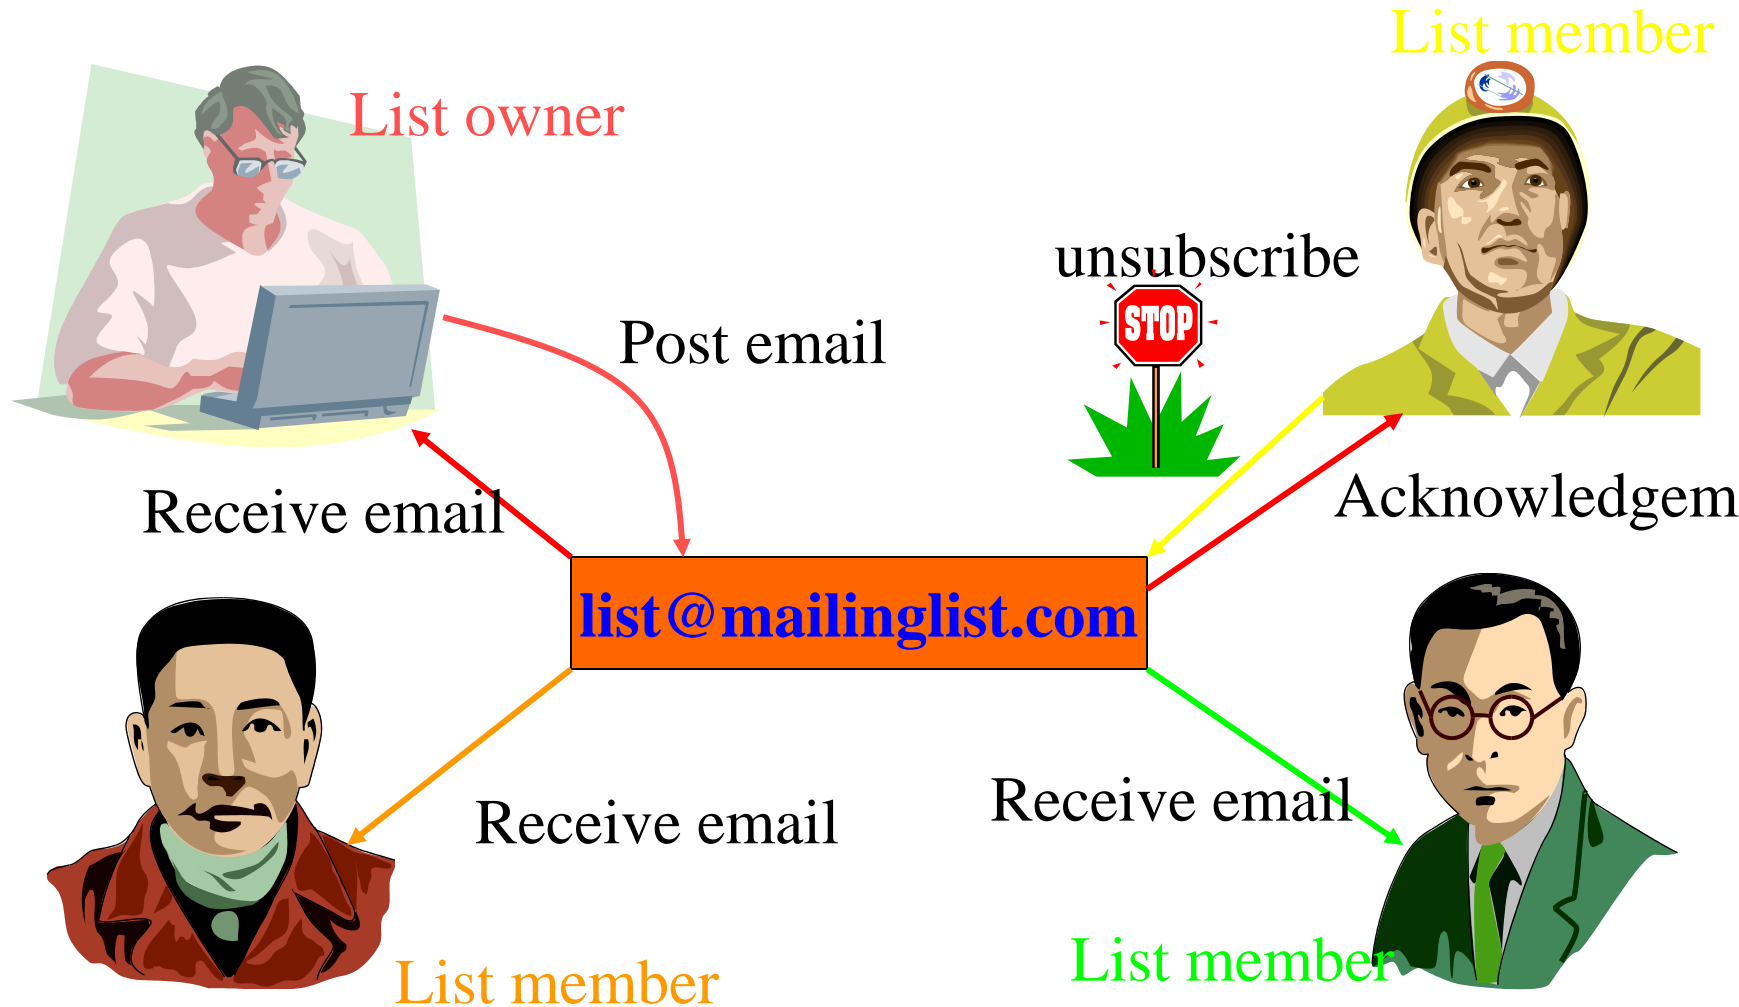 List member
List owner
unsubscribe
STOP
Post email
Receive email
Acknowledgem
list@mailinglist.com
Receive email
Receive email
List member
List member